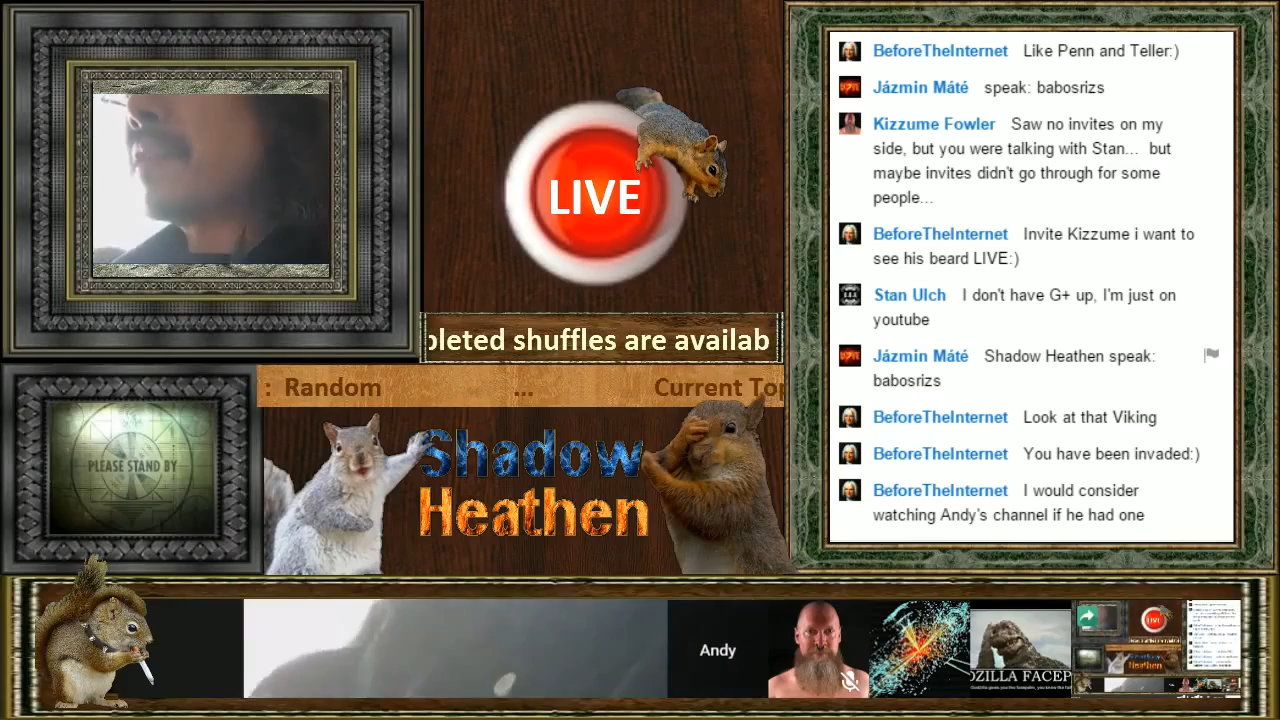 BeforeTheInternet Like Penn and Teller:)
Jázmin Máté speak: babosrizs
Kizzume Fowler Saw no invites on my
side, but you were talking with Stan... but
maybe invites didn't go through for some
people...
BeforeTheInternet Invite Kizzume i want to
see his beard LIVE:)
Stan Ulch I don't have G+ up, I'm just on
youtube
Jázmin Máté Shadow Heathen speak:
babosrizs
BeforeTheInternet Look at that Viking
BeforeTheInternet You have been invaded:)
BeforeTheInternet I would consider
watching Andy's channel if he had one
LIVE
pleted shuffles are availab
: Random ... Current Top
PLEASE STAND BY
Shadow
Heathen
Andy
DZILLA FACEP
LIVE
Heathen